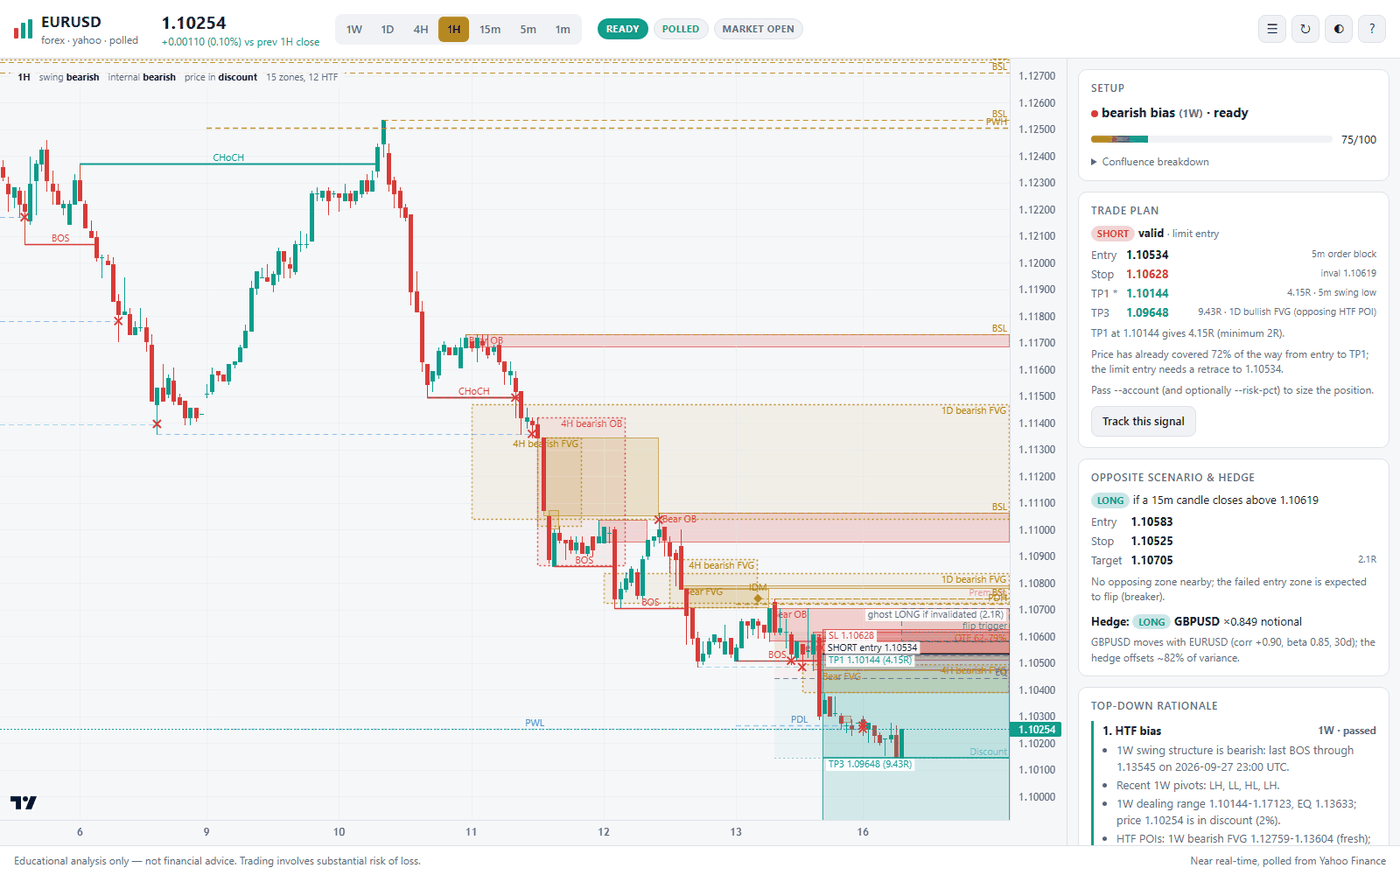 EURUSD
forex · yahoo · polled
1.10254
+0.00110 (0.10%) vs prev 1H close
1W 1D 4H 1H 15m 5m 1m
READY POLLED MARKET OPEN
☰ ↻ ◐ ?
1H swing bearish internal bearish price in discount 15 zones, 12 HTF
BSL
BSL
PWH
CHoCH
BOS
BSL
Bear OB
CHoCH
1D bearish FVG
4H bearish OB
4H bearish FVG
BSL
Bear OB
BOS
4H bearish FVG
1D bearish FVG
IDM
Bear FVG
BOS
Bear OB
ghost LONG if invalidated (2.1R)
flip trigger
SL 1.10628
SHORT entry 1.10534
BOS
TP1 1.10144 (4.15R)
4H bearish FVG
EQ
Bear FVG
PDL
PWL
Discount
TP3 1.09648 (9.43R)
1.12700
1.12600
1.12500
1.12400
1.12300
1.12200
1.12100
1.12000
1.11900
1.11800
1.11700
1.11600
1.11500
1.11400
1.11300
1.11200
1.11100
1.11000
1.10900
1.10800
1.10700
1.10600
1.10500
1.10400
1.10300
1.10254
1.10200
1.10100
1.10000
6 9 10 11 12 13 16
SETUP
bearish bias (1W) · ready
75/100
Confluence breakdown
TRADE PLAN
SHORT valid · limit entry
Entry 1.10534 5m order block
Stop 1.10628 inval 1.10619
TP1 * 1.10144 4.15R · 5m swing low
TP3 1.09648 9.43R · 1D bullish FVG (opposing HTF POI)
TP1 at 1.10144 gives 4.15R (minimum 2R).
Price has already covered 72% of the way from entry to TP1;
the limit entry needs a retrace to 1.10534.
Pass --account (and optionally --risk-pct) to size the position.
Track this signal
OPPOSITE SCENARIO & HEDGE
LONG if a 15m candle closes above 1.10619
Entry 1.10583
Stop 1.10525
Target 1.10705 2.1R
No opposing zone nearby; the failed entry zone is expected
to flip (breaker).
Hedge: LONG GBPUSD ×0.849 notional
GBPUSD moves with EURUSD (corr +0.90, beta 0.85, 30d); the
hedge offsets ~82% of variance.
TOP-DOWN RATIONALE
1. HTF bias 1W · passed
1W swing structure is bearish: last BOS through
1.13545 on 2026-09-27 23:00 UTC.
Recent 1W pivots: LH, LL, HL, LH.
1W dealing range 1.10144-1.17123, EQ 1.13633;
price 1.10254 is in discount (2%).
HTF POIs: 1W bearish FVG 1.12759-1.13604 (fresh);
Educational analysis only — not financial advice. Trading involves substantial risk of loss.
Near real-time, polled from Yahoo Finance